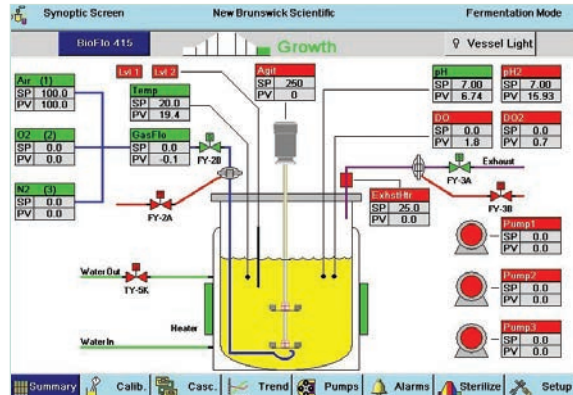 Synoptic Screen New Brunswick Scientific Fermentation Mode
BioFlo 415 Growth Vessel Light
Lvl 1 Lvl 2
Agit
SP 250
PV 0
Air (1)
SP 100.0
PV 100.0
Temp
SP 20.0
PV 19.4
pH
SP 7.00
PV 6.74
pH2
SP 7.00
PV 15.93
O2 (2)
SP 0.0
PV 0.0
GasFlo
SP 0.0
PV -0.1
FY-2B
DO
SP 0.0
PV 1.8
DO2
SP 0.0
PV 0.7
N2 (3)
SP 0.0
PV 0.0
FY-2A
Exhaust
FY-3A
FY-3B
ExhstHtr
SP 25.0
PV 0.0
Pump1
SP 0.0
PV 0.0
WaterOut
TY-5K
Pump2
SP 0.0
PV 0.0
Heater
WaterIn
Pump3
SP 0.0
PV 0.0
Summary Calib. Casc. Trend Pumps Alarms Sterilize Setup